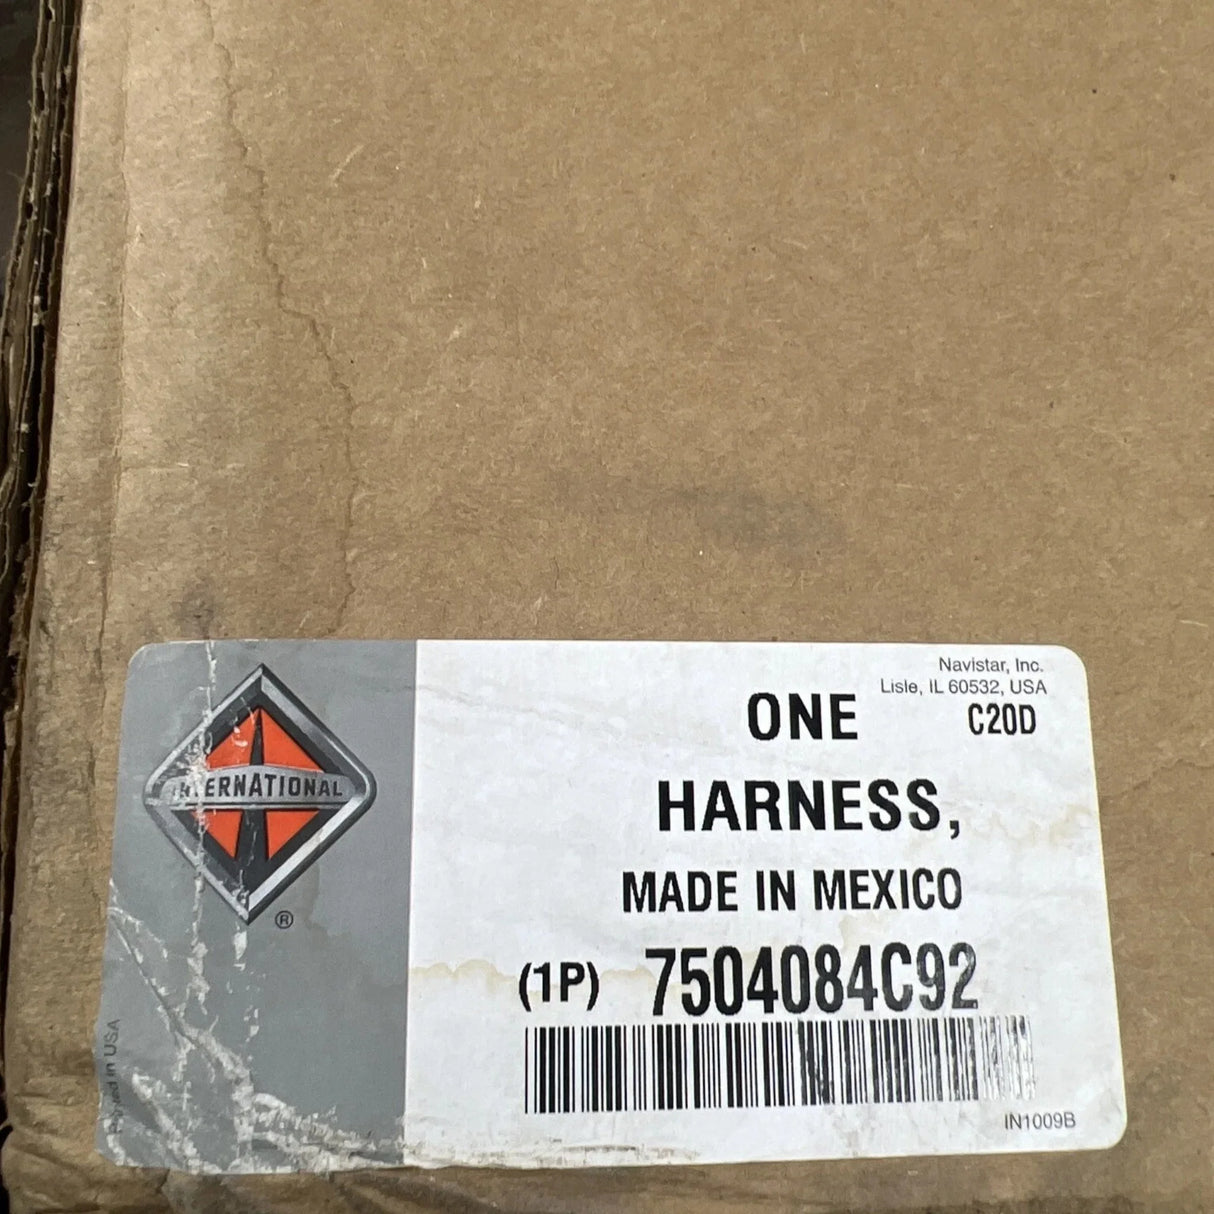 Navistar, Inc.
Lisle, IL 60532, USA
ONE C20D
HARNESS,
MADE IN MEXICO
(1P) 7504084C92
IN1009B
INTERNATIONAL
®
Printed in USA